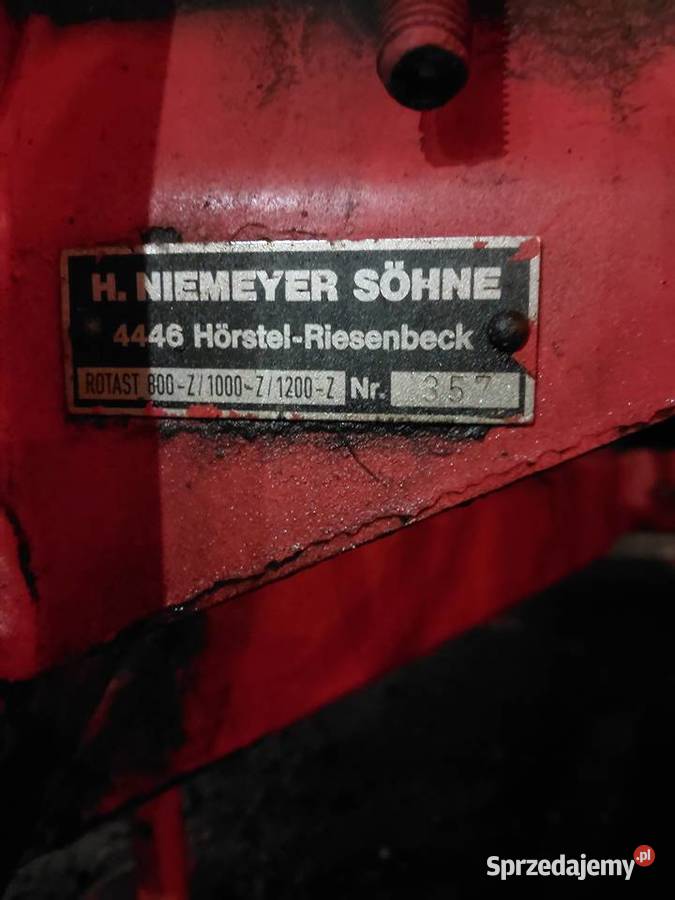 H. NIEMEYER SÖHNE
4446 Hörstel-Riesenbeck
ROTAST 800-Z/1000-Z/1200-Z Nr. 357
Sprzedajemy.pl